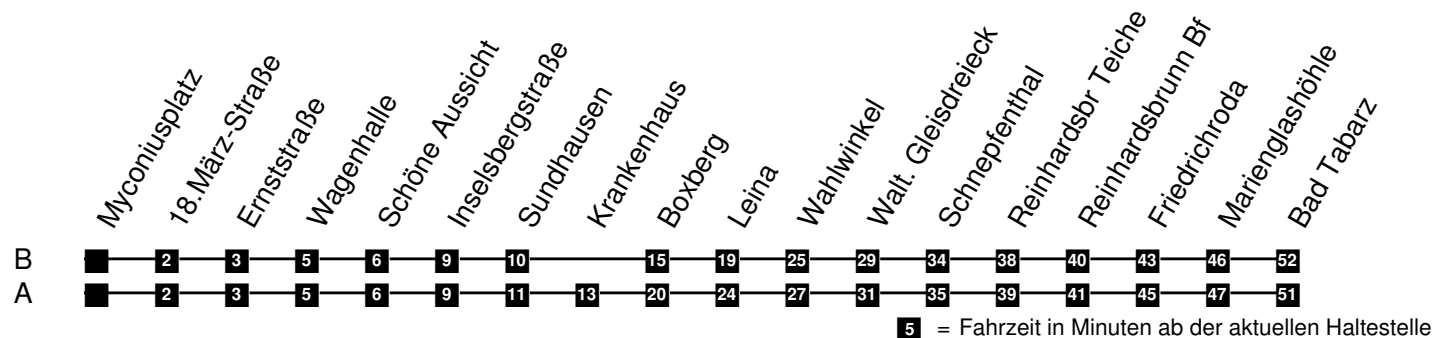 Myconiusplatz
18.März-Straße
Ernststraße
Wagenhalle
Schöne Aussicht
Inselsbergstraße
Sundhausen
Krankenhaus
Boxberg
Leina
Wahlwinkel
Walt. Gleisdreieck
Schnepfenthal
Reinhardsbr Teiche
Reinhardsbrunn Bf
Friedrichroda
Marienglashöhle
Bad Tabarz
B 2 3 5 6 9 10 15 19 25 29 34 38 40 43 46 52
A 2 3 5 6 9 11 13 20 24 27 31 35 39 41 45 47 51
5 = Fahrzeit in Minuten ab der aktuellen Haltestelle